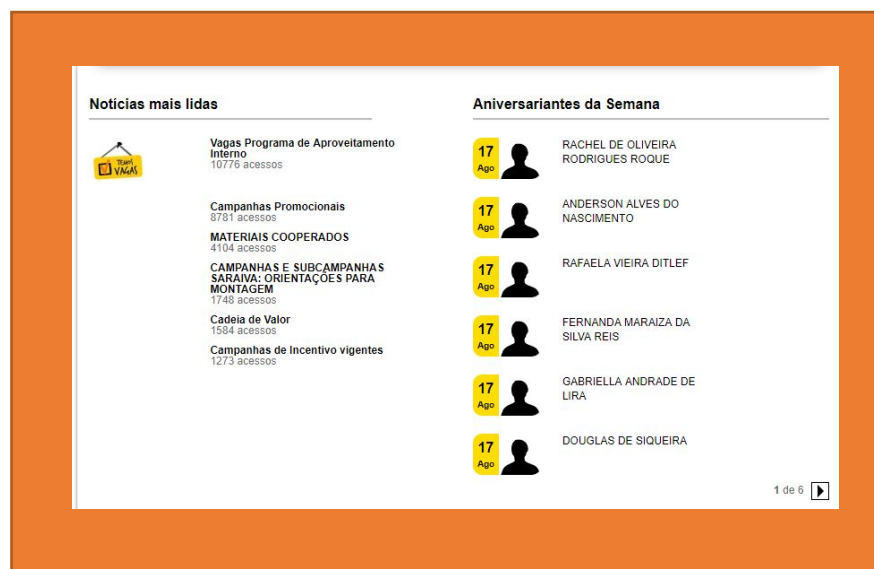 Notícias mais lidas
TEMOS
VAGAS
Vagas Programa de Aproveitamento
Interno
10776 acessos
Campanhas Promocionais
8781 acessos
MATERIAIS COOPERADOS
4104 acessos
CAMPANHAS E SUBCAMPANHAS
SARAIVA: ORIENTAÇÕES PARA
MONTAGEM
1748 acessos
Cadeia de Valor
1584 acessos
Campanhas de Incentivo vigentes
1273 acessos
Aniversariantes da Semana
17
Ago
RACHEL DE OLIVEIRA
RODRIGUES ROQUE
17
Ago
ANDERSON ALVES DO
NASCIMENTO
17
Ago
RAFAELA VIEIRA DITLEF
17
Ago
FERNANDA MARAIZA DA
SILVA REIS
17
Ago
GABRIELLA ANDRADE DE
LIRA
17
Ago
DOUGLAS DE SIQUEIRA
1 de 6